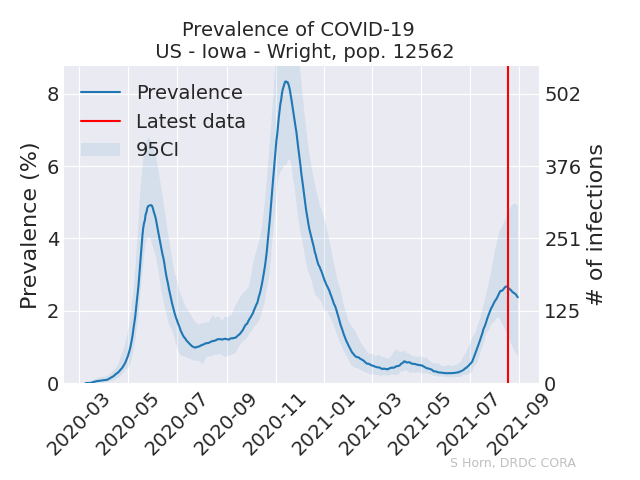 Prevalence of COVID-19
US - Iowa - Wright, pop. 12562
Prevalence
Latest data
95CI
Prevalence (%)
8
6
4
2
0
# of infections
502
376
251
125
0
2020-03
2020-05
2020-07
2020-09
2020-11
2021-01
2021-03
2021-05
2021-07
2021-09
S Horn, DRDC CORA